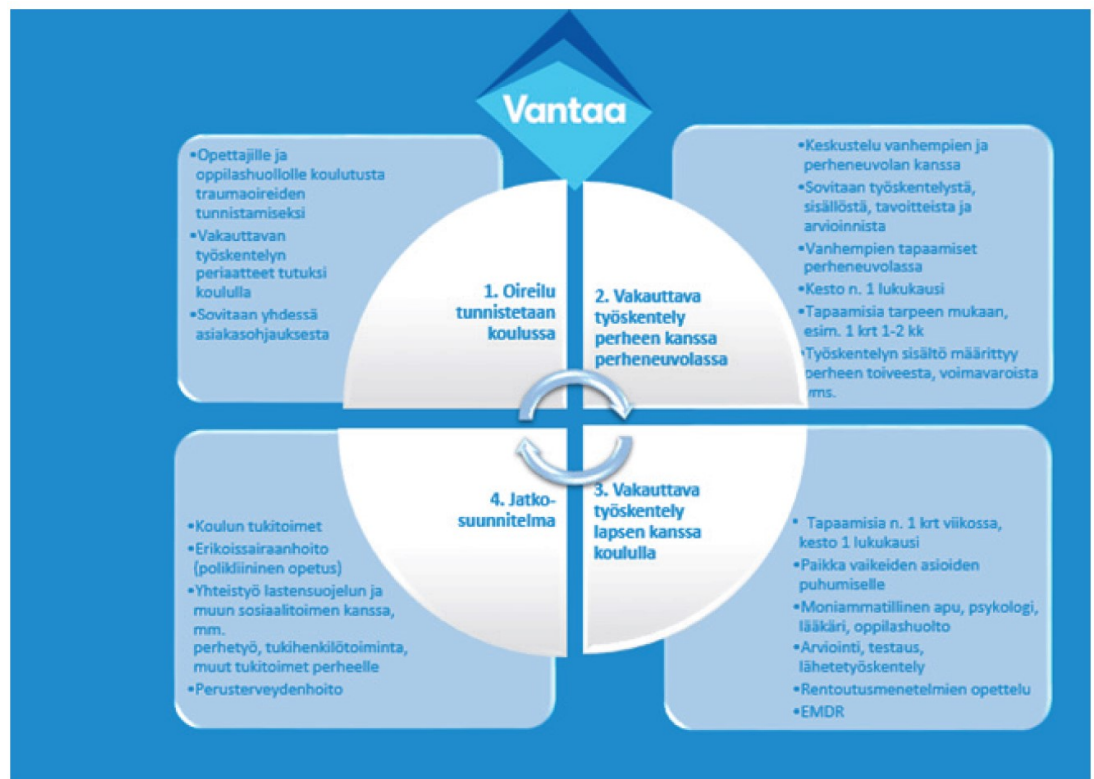 Vantaa
•Opettajille ja
oppilashuollolle koulutusta
traumaoireiden
tunnistamiseksi
•Vakauttavan
työskentelyn
periaatteet tutuksi
koululla
•Sovitaan yhdessä
asiakasohjauksesta
1. Oireilu
tunnistetaan
koulussa
2. Vakauttava
työskentely
perheen kanssa
perheneuvolassa
•Keskustelu vanhempien ja
perheneuvolan kanssa
•Sovitaan työskentelystä,
sisällöstä, tavoitteista ja
arvioinnista
•Vanhempien tapaamiset
perheneuvolassa
•Kesto n. 1 lukukausi
•Tapaamisia tarpeen mukaan,
esim. 1 krt 1-2 kk
•Työskentelyn sisältö määrittyy
perheen toiveesta, voimavaroista
yms.
•Koulun tukitoimet
•Erikoissairaanhoito
(polikliininen opetus)
•Yhteistyö lastensuojelun ja
muun sosiaalitoimen kanssa,
mm.
perhetyö, tukihenkilötoiminta,
muut tukitoimet perheelle
•Perusterveydenhoito
4. Jatko-
suunnitelma
3. Vakauttava
työskentely
lapsen kanssa
koululla
• Tapaamisia n. 1 krt viikossa,
kesto 1 lukukausi
•Paikka vaikeiden asioiden
puhumiselle
•Moniammatillinen apu, psykologi,
lääkäri, oppilashuolto
•Arviointi, testaus,
lähetetyöskentely
•Rentoutusmenetelmien opettelu
•EMDR